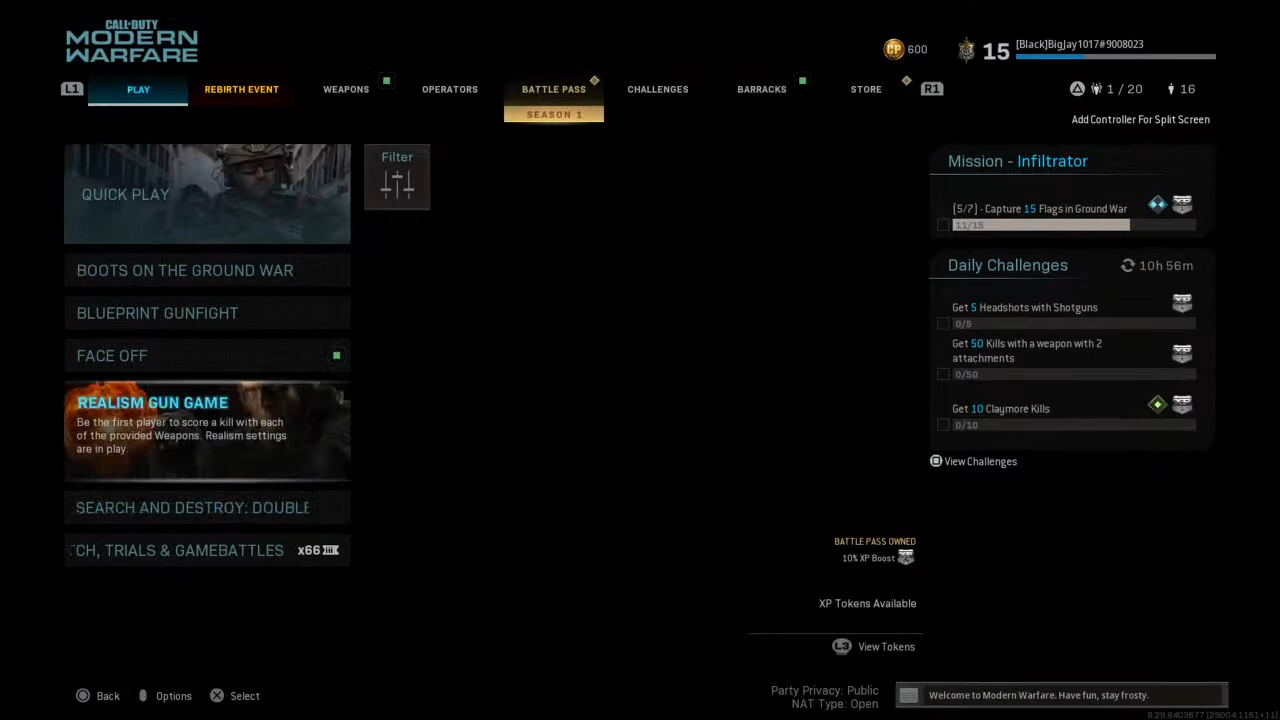 CALL·DUTY
MODERN
WARFARE
600
15
[Black]BigJay1017#9008023
L1
PLAY
REBIRTH EVENT
WEAPONS
OPERATORS
BATTLE PASS
SEASON 1
CHALLENGES
BARRACKS
STORE
R1
1 / 20
16
Add Controller For Split Screen
QUICK PLAY
Filter
BOOTS ON THE GROUND WAR
BLUEPRINT GUNFIGHT
FACE OFF
REALISM GUN GAME
Be the first player to score a kill with each
of the provided Weapons. Realism settings
are in play.
SEARCH AND DESTROY: DOUBLE
TCH, TRIALS & GAMEBATTLES x66
Mission - Infiltrator
[5/7] - Capture 15 Flags in Ground War
11/15
Daily Challenges
10h 56m
Get 5 Headshots with Shotguns
0/5
Get 50 Kills with a weapon with 2
attachments
0/50
Get 10 Claymore Kills
0/10
View Challenges
BATTLE PASS OWNED
10% XP Boost
XP Tokens Available
L3 View Tokens
Back
Options
Select
Party Privacy: Public
NAT Type: Open
Welcome to Modern Warfare. Have fun, stay frosty.